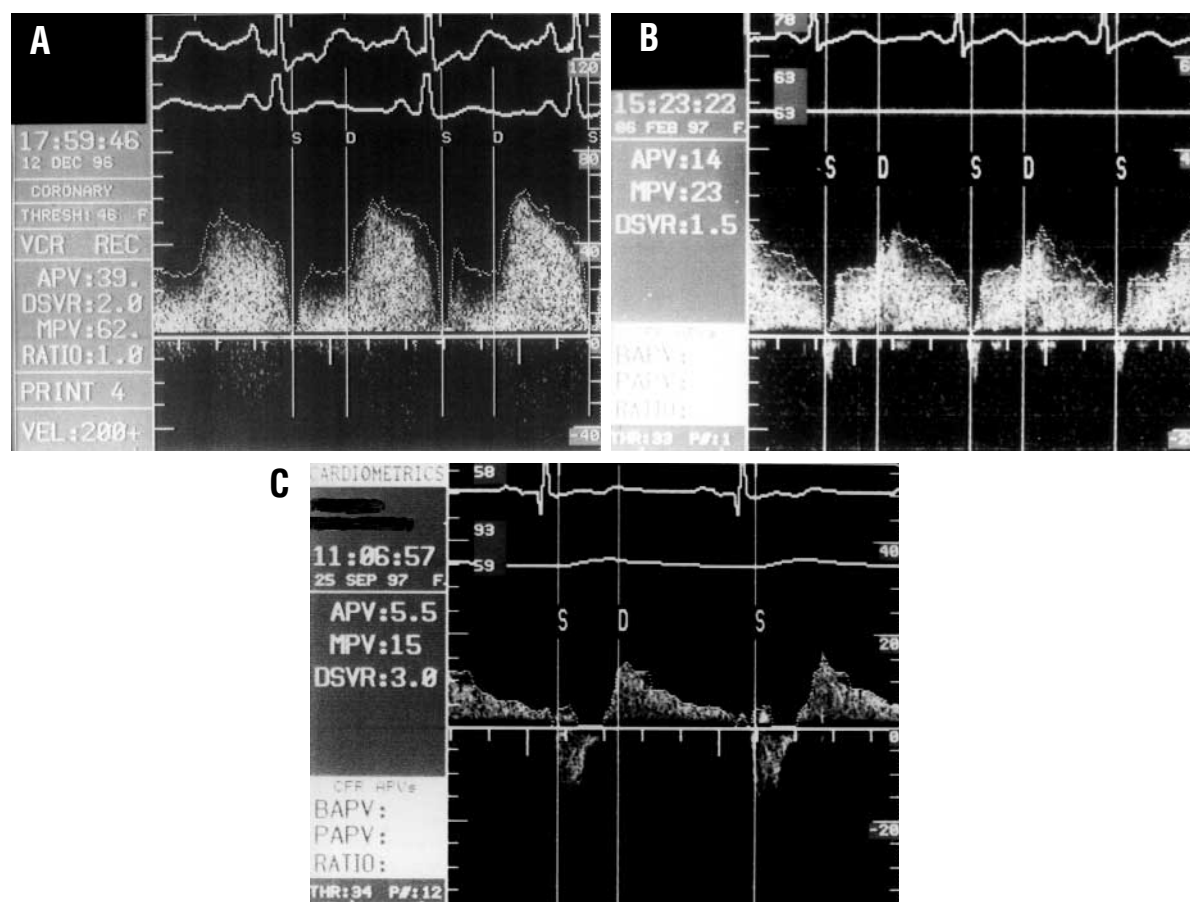 A
120
S D S D S
17:59:46
12 DEC 96
80
CORONARY
THRESH:46 F
VCR REC
40
APV:39.
DSVR:2.0
MPV:62.
RATIO:1.0
0
PRINT 4
VEL:200+
-40
B
78
63
63
15:23:23
06 FEB 97 F
APV:14
MPV:23
DSVR:1.5
S D S D S
BAPV:
PAPV:
RATIO:
THR:33 P#:1
0
C
CARDIOMETRICS
58
93
59
40
11:06:57
25 SEP 97 F
APV:5.5
MPV:15
DSVR:3.0
S D S
20
0
CFR APVs
BAPV:
PAPV:
RATIO:
-20
THR:34 P#:12